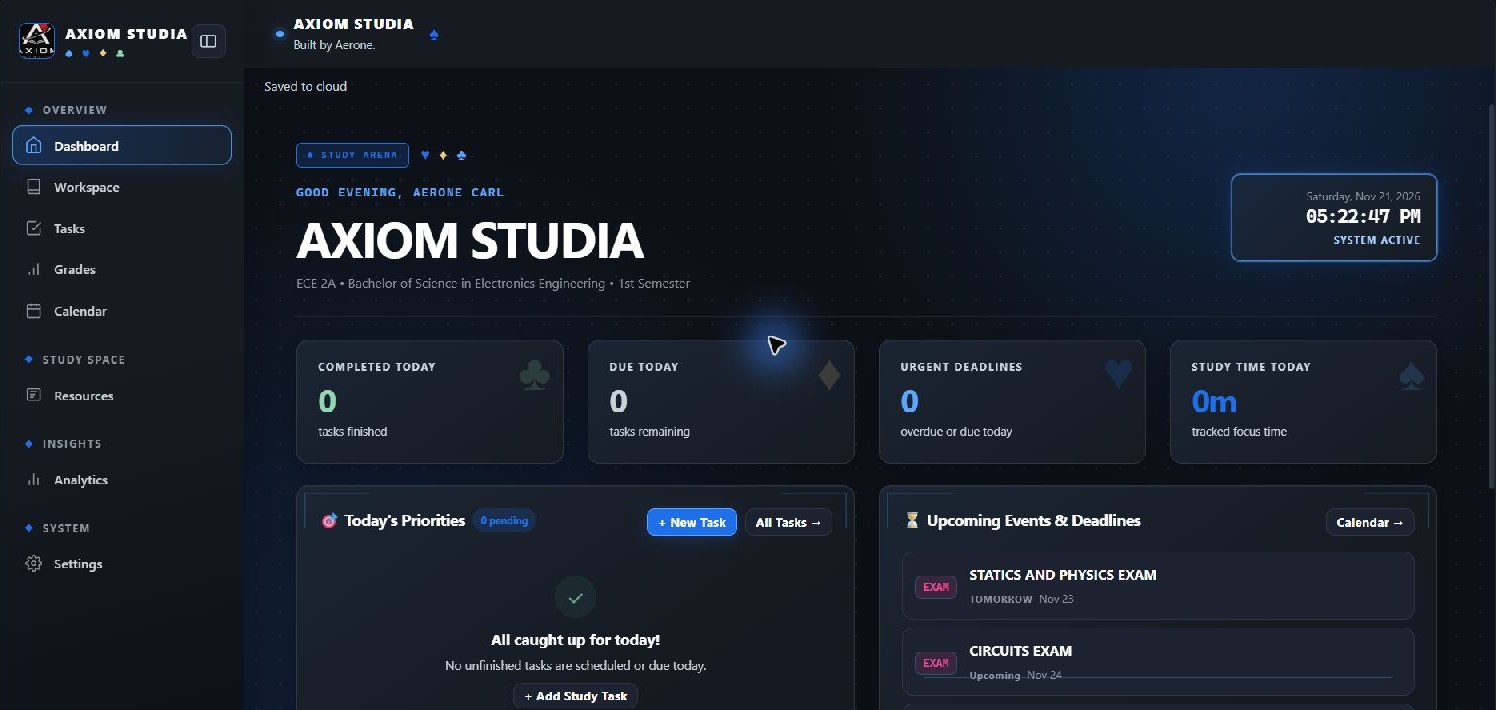 AXIOM STUDIA
OVERVIEW
Dashboard
Workspace
Tasks
Grades
Calendar
STUDY SPACE
Resources
INSIGHTS
Analytics
SYSTEM
Settings
AXIOM STUDIA
Built by Aerone.
Saved to cloud
STUDY ARENA
GOOD EVENING, AERONE CARL
AXIOM STUDIA
ECE 2A • Bachelor of Science in Electronics Engineering • 1st Semester
Saturday, Nov 21, 2026
05:22:47 PM
SYSTEM ACTIVE
COMPLETED TODAY
0
tasks finished
DUE TODAY
0
tasks remaining
URGENT DEADLINES
0
overdue or due today
STUDY TIME TODAY
0m
tracked focus time
Today's Priorities 0 pending + New Task All Tasks →
All caught up for today!
No unfinished tasks are scheduled or due today.
+ Add Study Task
Upcoming Events & Deadlines Calendar →
EXAM STATICS AND PHYSICS EXAM
TOMORROW Nov 23
EXAM CIRCUITS EXAM
Upcoming Nov 24